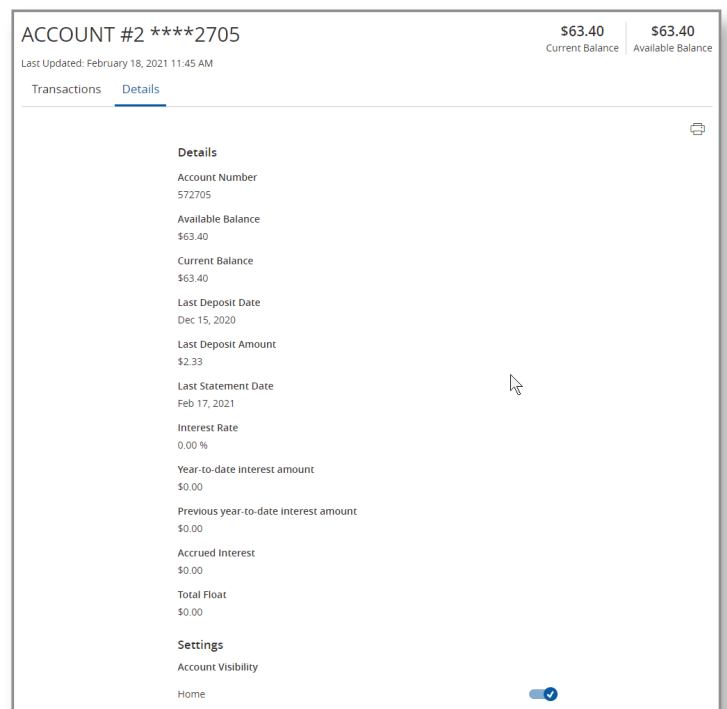 ACCOUNT #2 ****2705
$63.40
Current Balance
$63.40
Available Balance
Last Updated: February 18, 2021 11:45 AM
Transactions
Details
Details
Account Number
572705
Available Balance
$63.40
Current Balance
$63.40
Last Deposit Date
Dec 15, 2020
Last Deposit Amount
$2.33
Last Statement Date
Feb 17, 2021
Interest Rate
0.00 %
Year-to-date interest amount
$0.00
Previous year-to-date interest amount
$0.00
Accrued Interest
$0.00
Total Float
$0.00
Settings
Account Visibility
Home